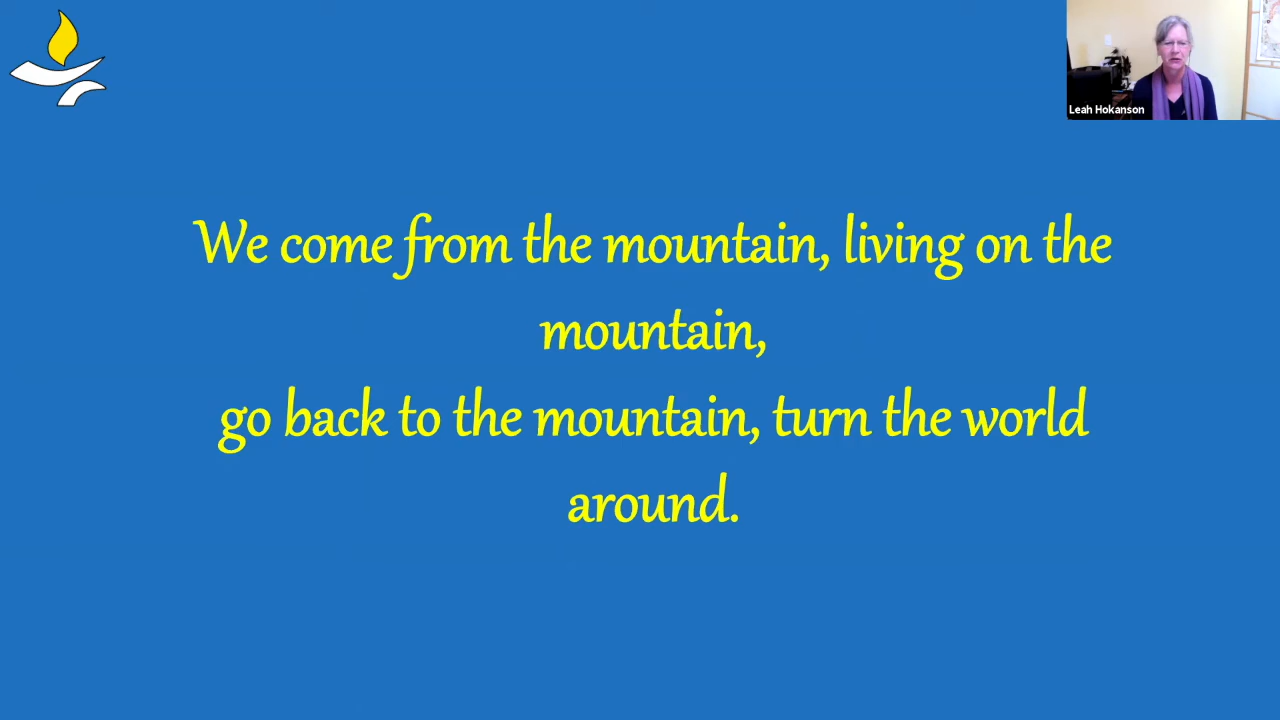 Leah Hokanson
We come from the mountain, living on the
mountain,
go back to the mountain, turn the world
around.